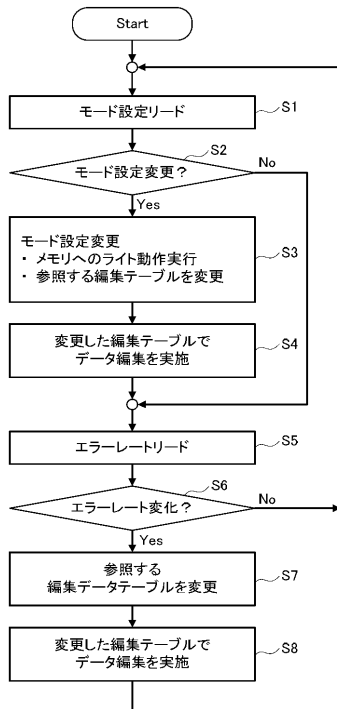 Start
モード設定リード
S1
モード設定変更?
S2
No
Yes
モード設定変更
・ メモリへのライト動作実行
・ 参照する編集テーブルを変更
S3
変更した編集テーブルで
データ編集を実施
S4
エラーレートリード
S5
エラーレート変化?
S6
No
Yes
参照する
編集データテーブルを変更
S7
変更した編集テーブルで
データ編集を実施
S8